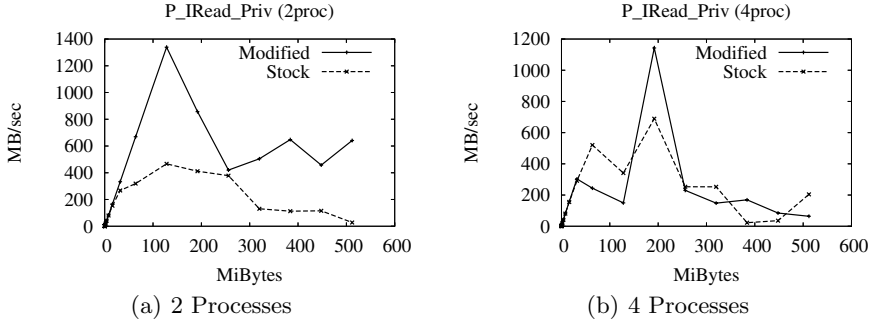 P_IRead_Priv (2proc)
1400
1200
1000
800
600
400
200
0
MB/sec
Modified
Stock
0 100 200 300 400 500 600
MiBytes
(a) 2 Processes
P_IRead_Priv (4proc)
1200
1000
800
600
400
200
0
MB/sec
Modified
Stock
0 100 200 300 400 500 600
MiBytes
(b) 4 Processes